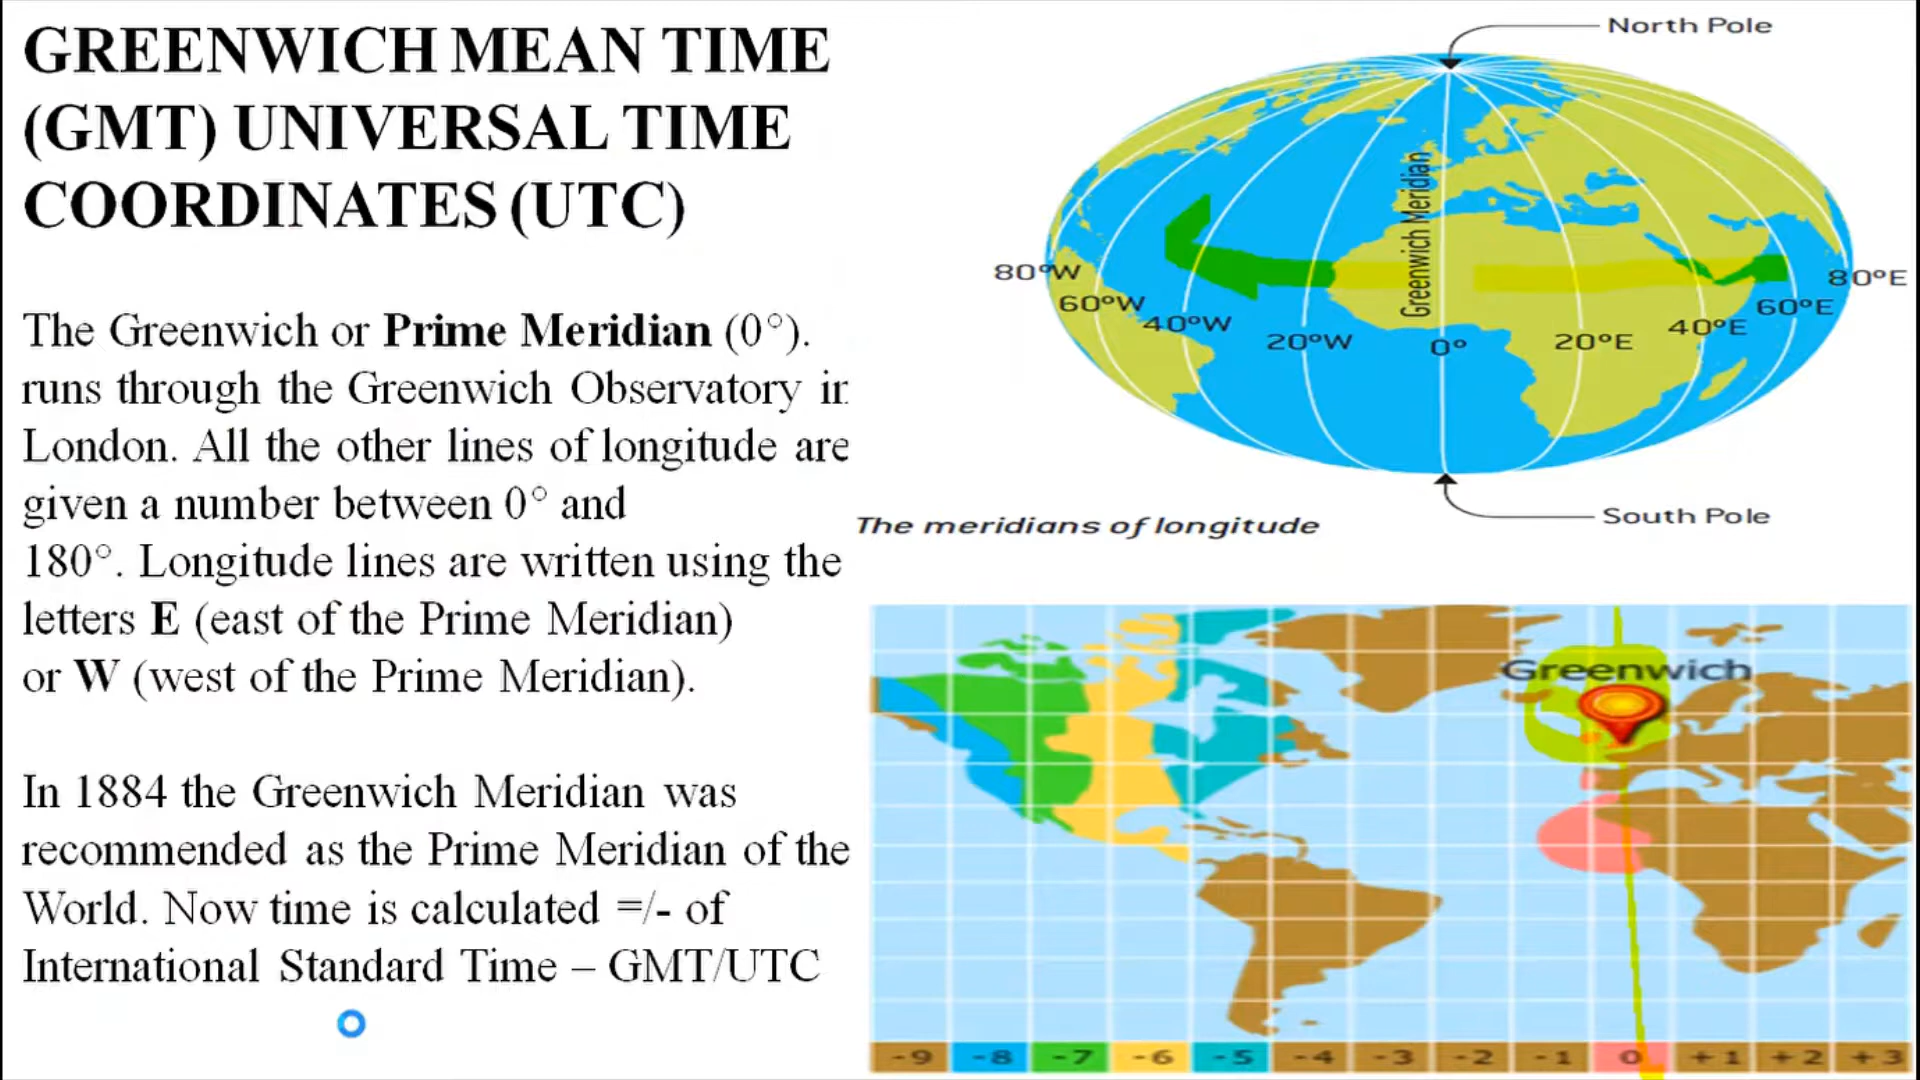 GREENWICH MEAN TIME
(GMT) UNIVERSAL TIME
COORDINATES (UTC)
The Greenwich or Prime Meridian (0°).
runs through the Greenwich Observatory in
London. All the other lines of longitude are
given a number between 0° and
180°. Longitude lines are written using the
letters E (east of the Prime Meridian)
or W (west of the Prime Meridian).
In 1884 the Greenwich Meridian was
recommended as the Prime Meridian of the
World. Now time is calculated =/- of
International Standard Time – GMT/UTC
North Pole
Greenwich Meridian
80°W
60°W
40°W
20°W
0°
20°E
40°E
60°E
80°E
South Pole
The meridians of longitude
Greenwich
-9 -8 -7 -6 -5 -4 -3 -2 -1 0 +1 +2 +3